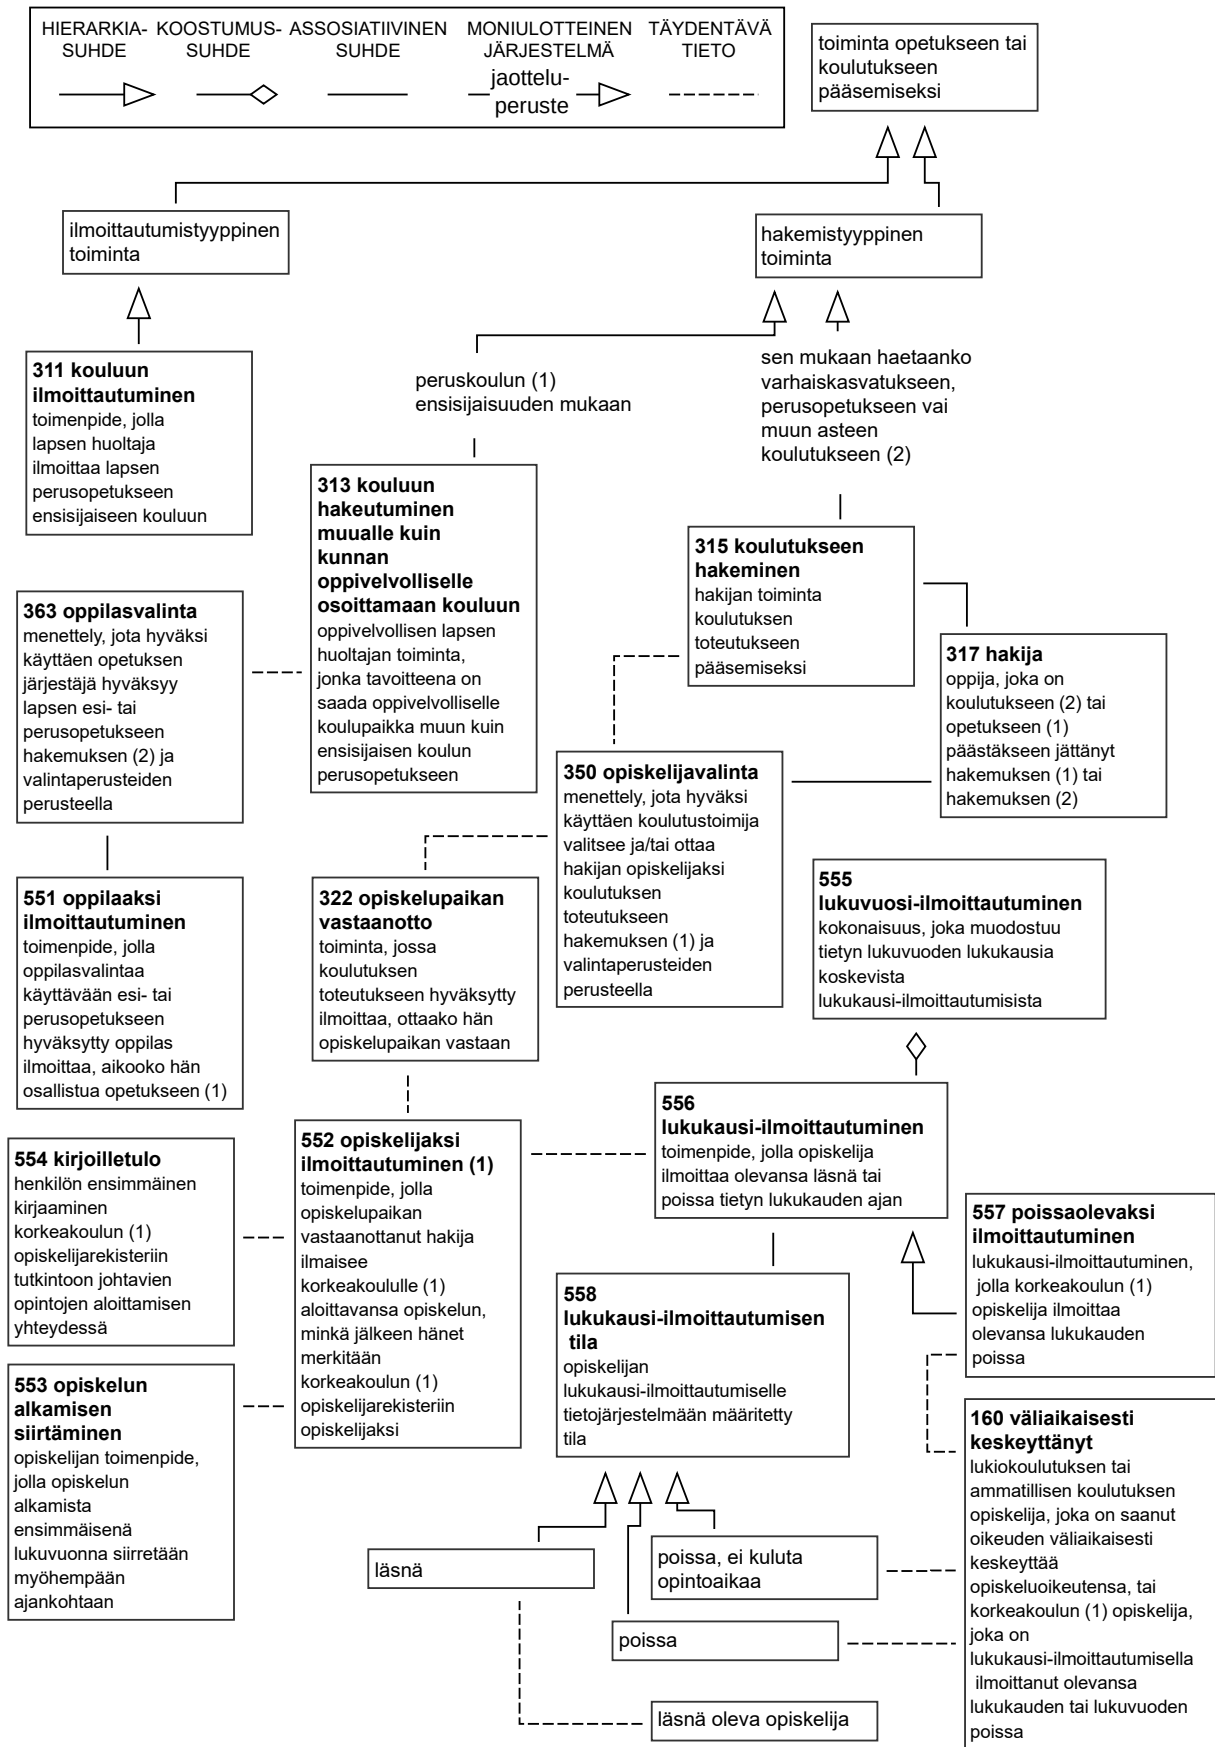 HIERARKIA-
SUHDE
KOOSTUMUS-
SUHDE
ASSOSIATIIVINEN
SUHDE
MONIULOTTEINEN
JÄRJESTELMÄ
jaottelu-
peruste
TÄYDENTÄVÄ
TIETO
toiminta opetukseen tai
koulutukseen
pääsemiseksi
ilmoittautumistyyppinen
toiminta
hakemistyyppinen
toiminta
311 kouluun
ilmoittautuminen
toimenpide, jolla
lapsen huoltaja
ilmoittaa lapsen
perusopetukseen
ensisijaiseen kouluun
peruskoulun (1)
ensisijaisuuden mukaan
sen mukaan haetaanko
varhaiskasvatukseen,
perusopetukseen vai
muun asteen
koulutukseen (2)
313 kouluun
hakeutuminen
muualle kuin
kunnan
oppivelvolliselle
osoittamaan kouluun
oppivelvollisen lapsen
huoltajan toiminta,
jonka tavoitteena on
saada oppivelvolliselle
koulupaikka muun kuin
ensisijaisen koulun
perusopetukseen
315 koulutukseen
hakeminen
hakijan toiminta
koulutuksen
toteutukseen
pääsemiseksi
363 oppilasvalinta
menettely, jota hyväksi
käyttäen opetuksen
järjestäjä hyväksyy
lapsen esi- tai
perusopetukseen
hakemuksen (2) ja
valintaperusteiden
perusteella
317 hakija
oppija, joka on
koulutukseen (2) tai
opetukseen (1)
päästäkseen jättänyt
hakemuksen (1) tai
hakemuksen (2)
350 opiskelijavalinta
menettely, jota hyväksi
käyttäen koulutustoimija
valitsee ja/tai ottaa
hakijan opiskelijaksi
koulutuksen
toteutukseen
hakemuksen (1) ja
valintaperusteiden
perusteella
551 oppilaaksi
ilmoittautuminen
toimenpide, jolla
oppilasvalintaa
käyttävään esi- tai
perusopetukseen
hyväksytty oppilas
ilmoittaa, aikooko hän
osallistua opetukseen (1)
322 opiskelupaikan
vastaanotto
toiminta, jossa
koulutuksen
toteutukseen hyväksytty
ilmoittaa, ottaako hän
opiskelupaikan vastaan
555
lukuvuosi-ilmoittautuminen
kokonaisuus, joka muodostuu
tietyn lukuvuoden lukukausia
koskevista
lukukausi-ilmoittautumisista
556
lukukausi-ilmoittautuminen
toimenpide, jolla opiskelija
ilmoittaa olevansa läsnä tai
poissa tietyn lukukauden ajan
554 kirjoilletulo
henkilön ensimmäinen
kirjaaminen
korkeakoulun (1)
opiskelijarekisteriin
tutkintoon johtavien
opintojen aloittamisen
yhteydessä
552 opiskelijaksi
ilmoittautuminen (1)
toimenpide, jolla
opiskelupaikan
vastaanottanut hakija
ilmaisee
korkeakoululle (1)
aloittavansa opiskelun,
minkä jälkeen hänet
merkitään
korkeakoulun (1)
opiskelijarekisteriin
opiskelijaksi
557 poissaolevaksi
ilmoittautuminen
lukukausi-ilmoittautuminen,
jolla korkeakoulun (1)
opiskelija ilmoittaa
olevansa lukukauden
poissa
558
lukukausi-ilmoittautumisen
tila
opiskelijan
lukukausi-ilmoittautumiselle
tietojärjestelmään määritetty
tila
553 opiskelun
alkamisen
siirtäminen
opiskelijan toimenpide,
jolla opiskelun
alkamista
ensimmäisenä
lukuvuonna siirretään
myöhempään
ajankohtaan
160 väliaikaisesti
keskeyttänyt
lukiokoulutuksen tai
ammatillisen koulutuksen
opiskelija, joka on saanut
oikeuden väliaikaisesti
keskeyttää
opiskeluoikeutensa, tai
korkeakoulun (1) opiskelija,
joka on
lukukausi-ilmoittautumisella
ilmoittanut olevansa
lukukauden tai lukuvuoden
poissa
läsnä
poissa, ei kuluta
opintoaikaa
poissa
läsnä oleva opiskelija